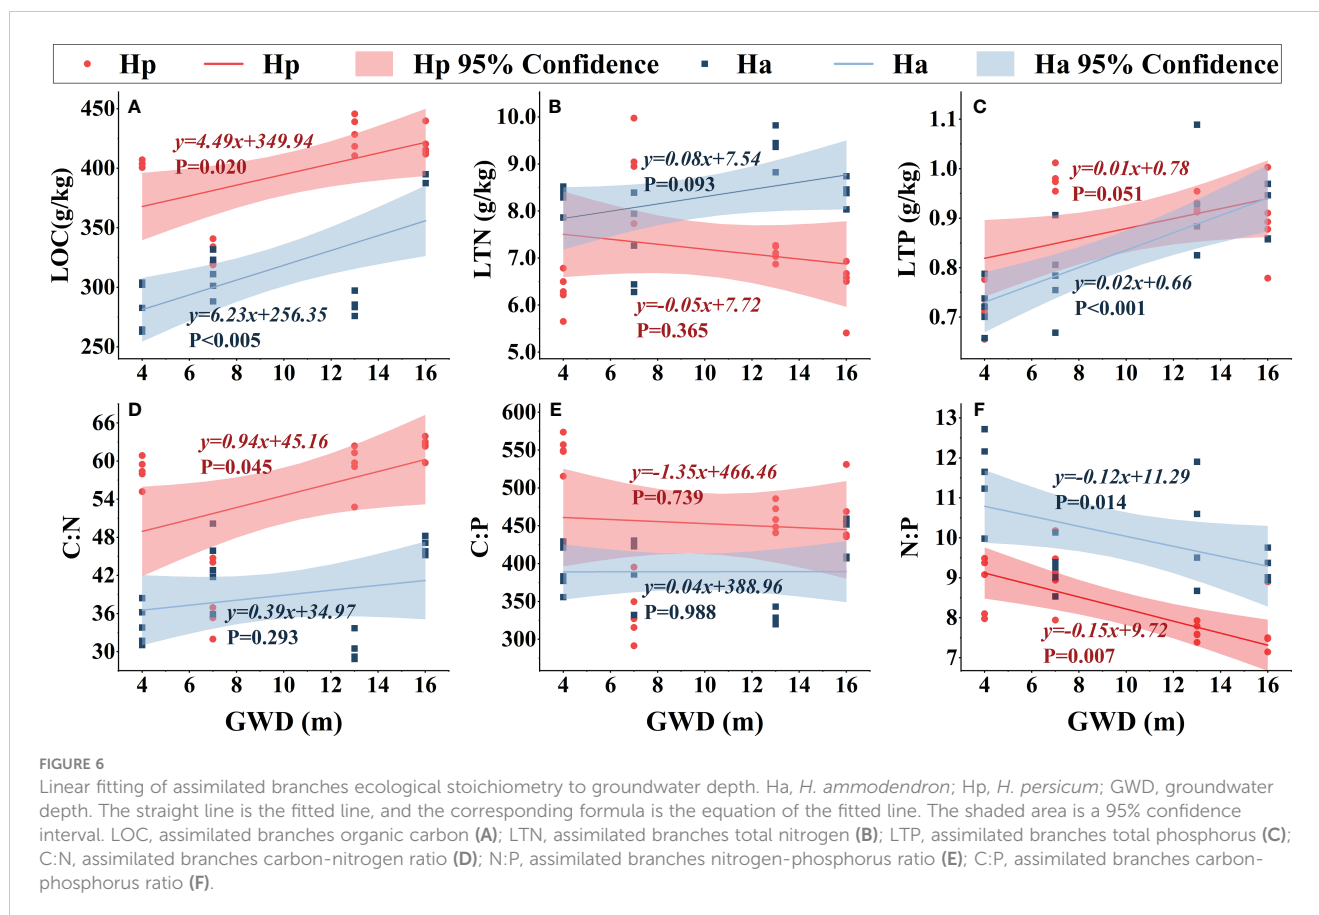 Hp Hp Hp 95% Confidence Ha Ha Ha 95% Confidence
A
LOC(g/kg)
450
400
350
300
250
y=4.49x+349.94
P=0.020
y=6.23x+256.35
P<0.005
4 6 8 10 12 14 16
B
LTN (g/kg)
10.0
9.0
8.0
7.0
6.0
5.0
y=0.08x+7.54
P=0.093
y=-0.05x+7.72
P=0.365
4 6 8 10 12 14 16
C
LTP (g/kg)
1.1
1.0
0.9
0.8
0.7
y=0.01x+0.78
P=0.051
y=0.02x+0.66
P<0.001
4 6 8 10 12 14 16
D
C:N
66
60
54
48
42
36
30
y=0.94x+45.16
P=0.045
y=0.39x+34.97
P=0.293
4 6 8 10 12 14 16
GWD (m)
E
C:P
600
550
500
450
400
350
300
y=-1.35x+466.46
P=0.739
y=0.04x+388.96
P=0.988
4 6 8 10 12 14 16
GWD (m)
F
N:P
13
12
11
10
9
8
7
y=-0.12x+11.29
P=0.014
y=-0.15x+9.72
P=0.007
4 6 8 10 12 14 16
GWD (m)
FIGURE 6
Linear fitting of assimilated branches ecological stoichiometry to groundwater depth. Ha, H. ammodendron; Hp, H. persicum; GWD, groundwater
depth. The straight line is the fitted line, and the corresponding formula is the equation of the fitted line. The shaded area is a 95% confidence
interval. LOC, assimilated branches organic carbon (A); LTN, assimilated branches total nitrogen (B); LTP, assimilated branches total phosphorus (C);
C:N, assimilated branches carbon-nitrogen ratio (D); N:P, assimilated branches nitrogen-phosphorus ratio (E); C:P, assimilated branches carbon-
phosphorus ratio (F).